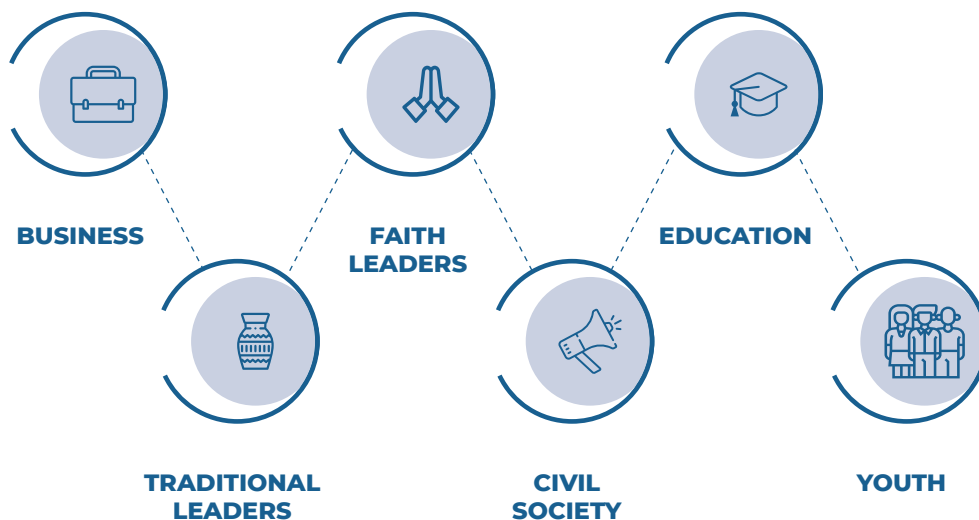 BUSINESS
FAITH
LEADERS
EDUCATION
TRADITIONAL
LEADERS
CIVIL
SOCIETY
YOUTH